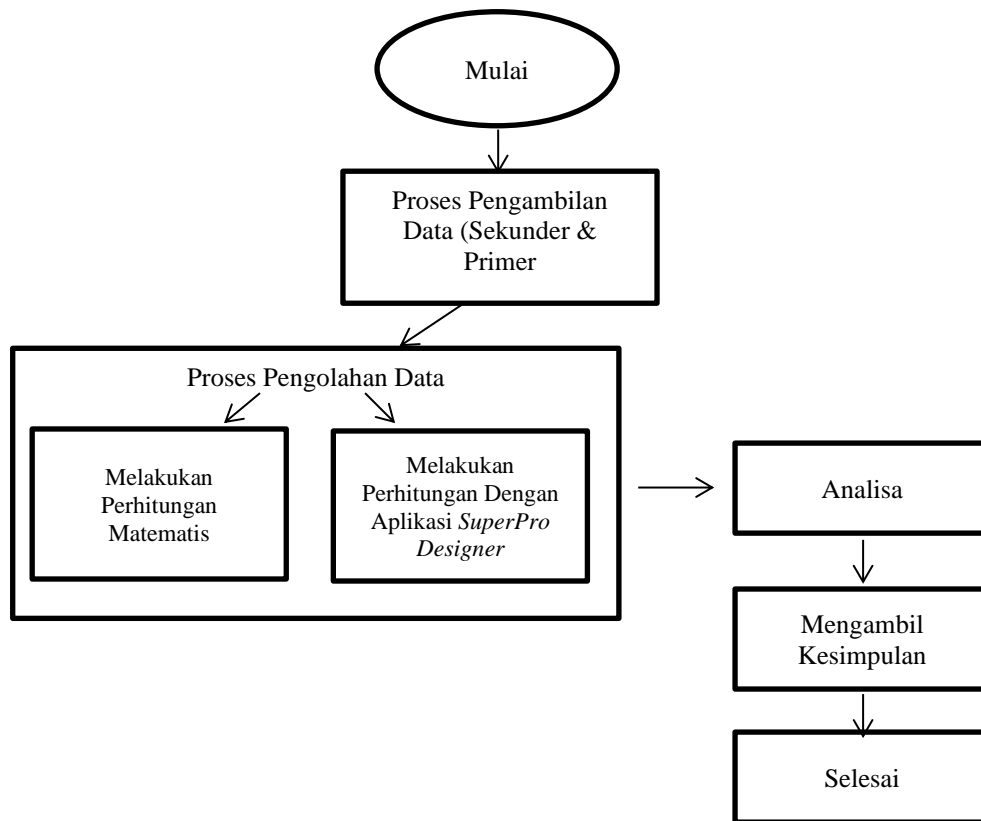 Mulai
Proses Pengambilan
Data (Sekunder &
Primer
Proses Pengolahan Data
Melakukan
Perhitungan
Matematis
Melakukan
Perhitungan Dengan
Aplikasi SuperPro
Designer
Analisa
Mengambil
Kesimpulan
Selesai